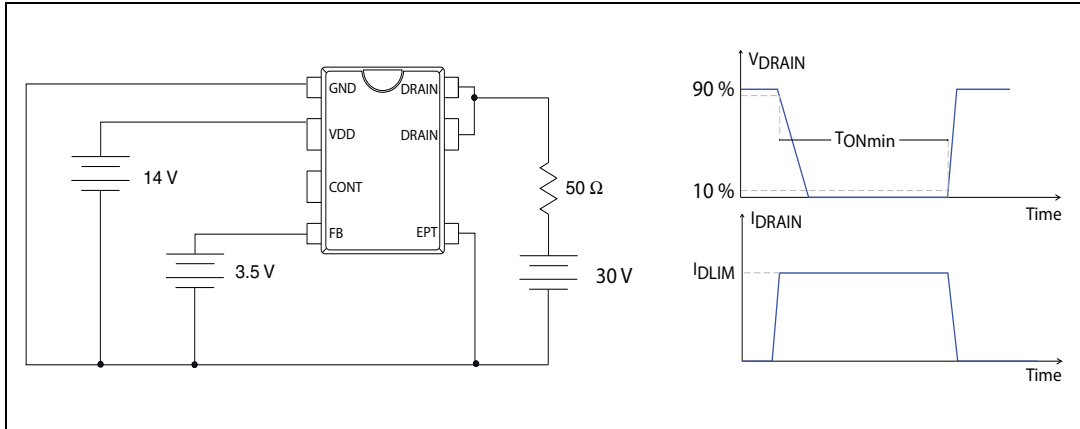 GND
DRAIN
VDD
DRAIN
CONT
FB
EPT
14 V
3.5 V
50 Ω
30 V
VDRAIN
90 %
TONmin
10 %
Time
IDRAIN
IDLIM
Time